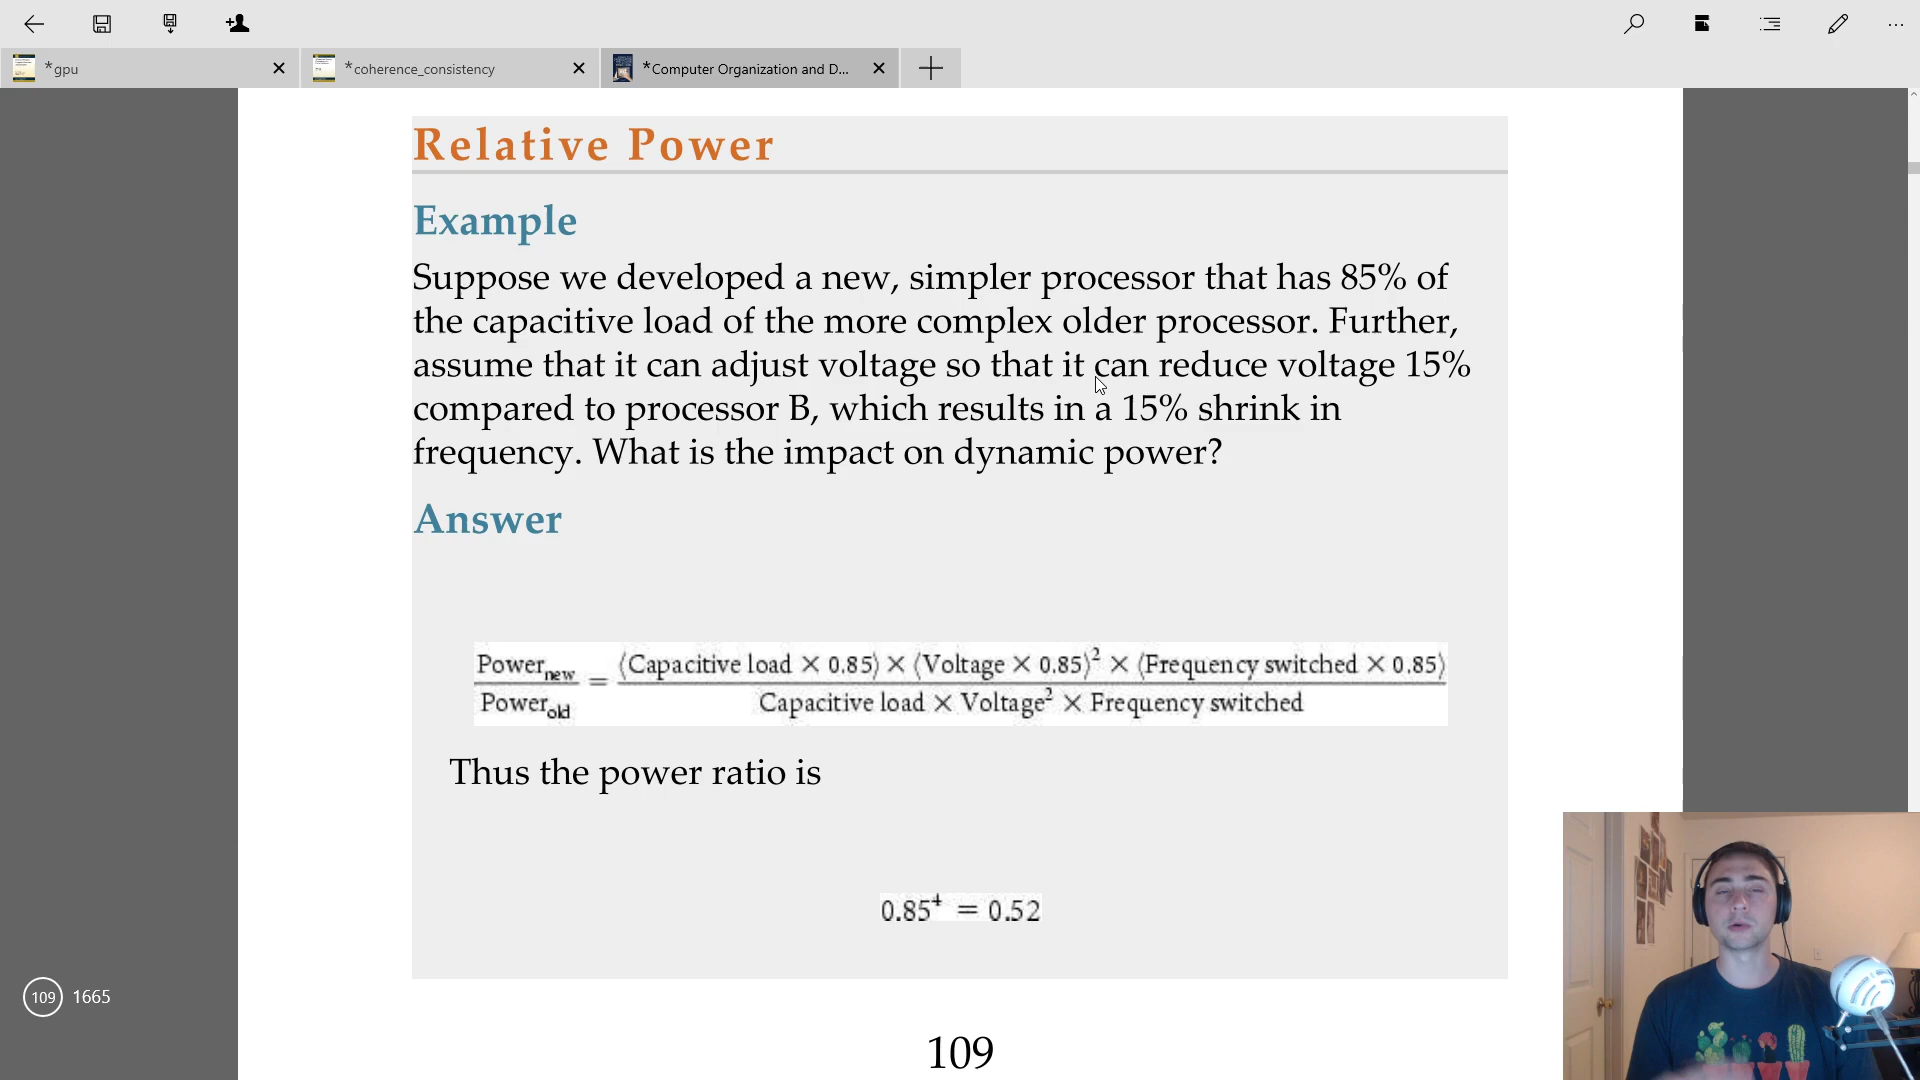 *gpu
*coherence_consistency
*Computer Organization and D...
Relative Power
Example
Suppose we developed a new, simpler processor that has 85% of
the capacitive load of the more complex older processor. Further,
assume that it can adjust voltage so that it can reduce voltage 15%
compared to processor B, which results in a 15% shrink in
frequency. What is the impact on dynamic power?
Answer
Power_new / Power_old = ⟨Capacitive load × 0.85⟩ × ⟨Voltage × 0.85⟩² × ⟨Frequency switched × 0.85⟩ / Capacitive load × Voltage² × Frequency switched
Thus the power ratio is
0.85⁴ = 0.52
109 1665
109